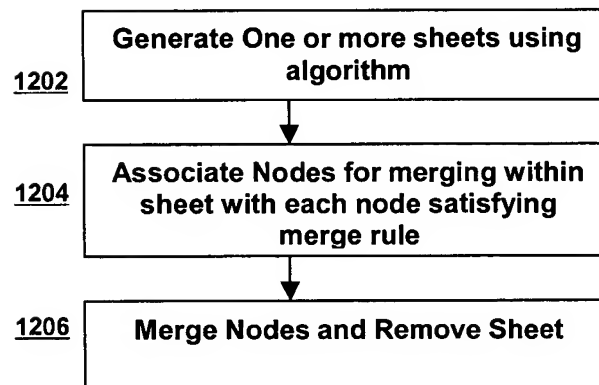 Generate One or more sheets using
algorithm
1202
Associate Nodes for merging within
sheet with each node satisfying
merge rule
1204
Merge Nodes and Remove Sheet
1206